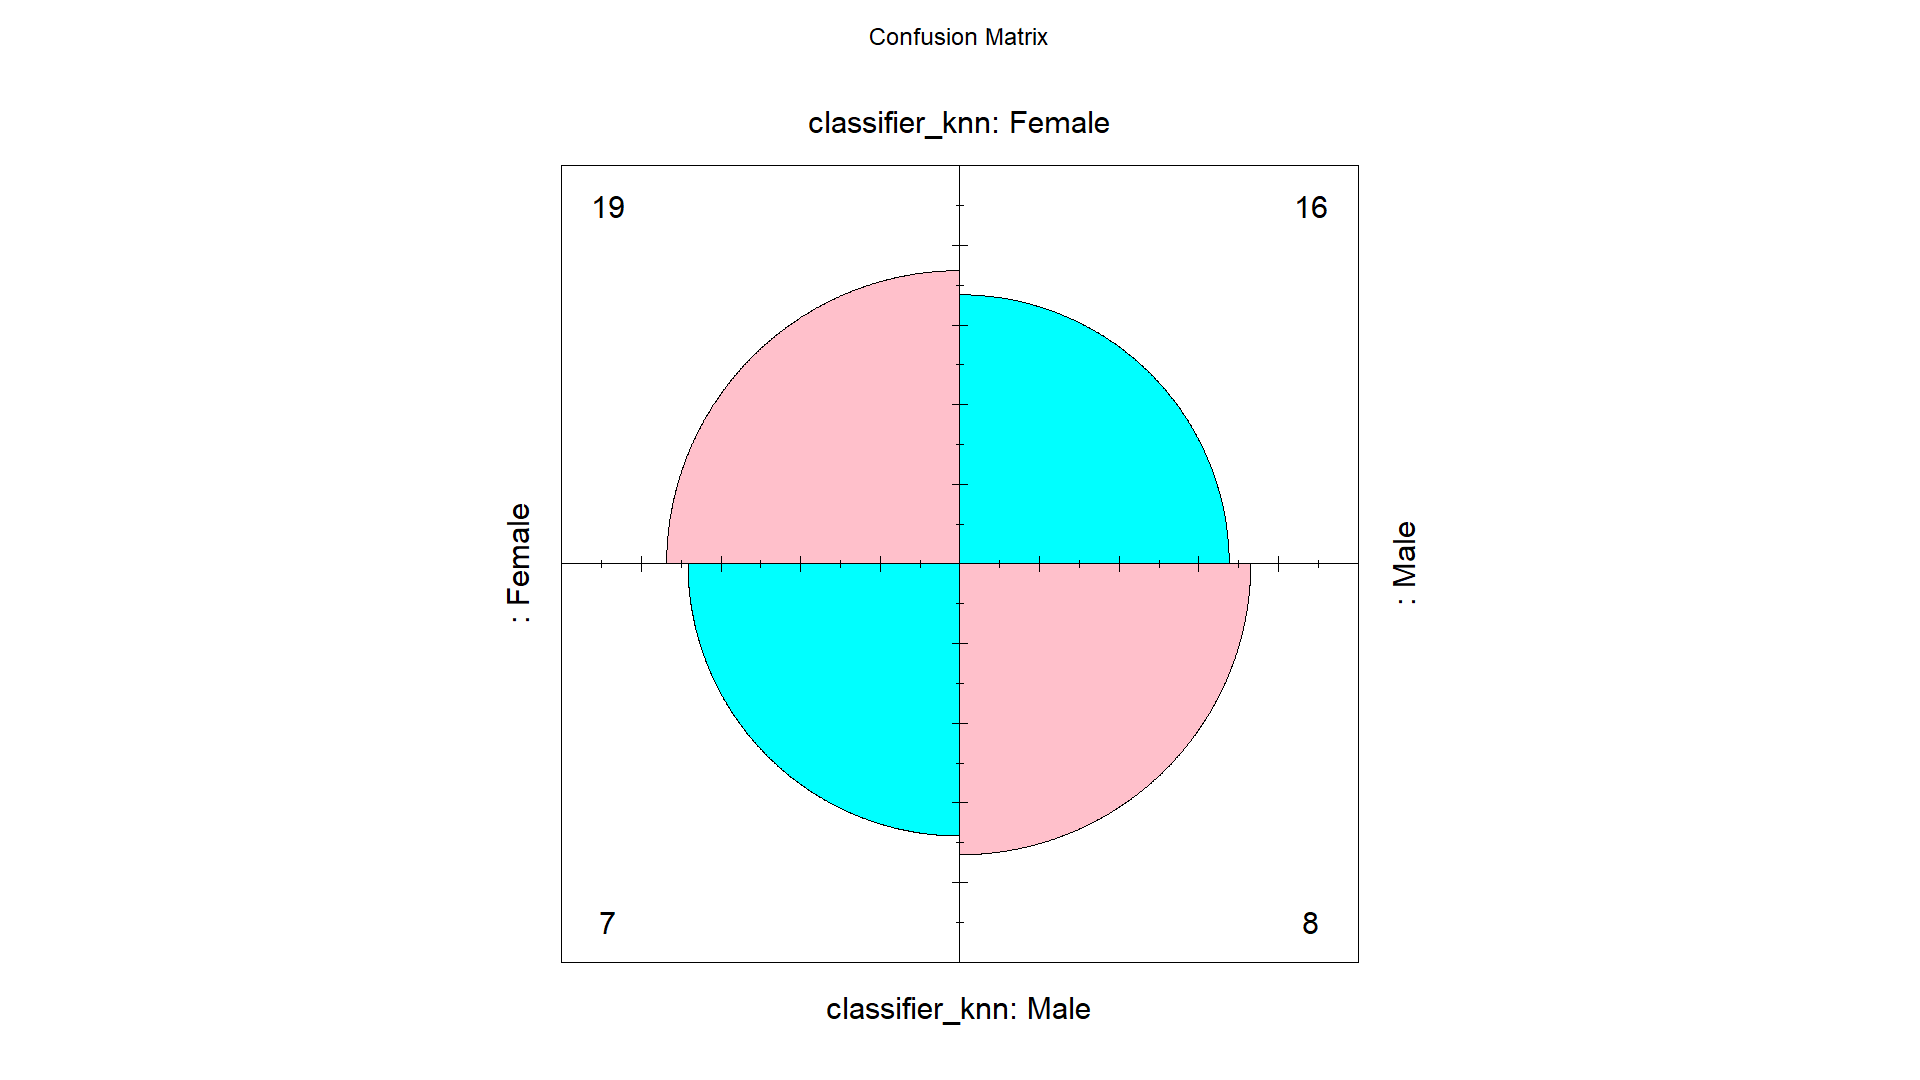 Confusion Matrix
classifier_knn: Female
19
16
: Female
: Male
7
8
classifier_knn: Male